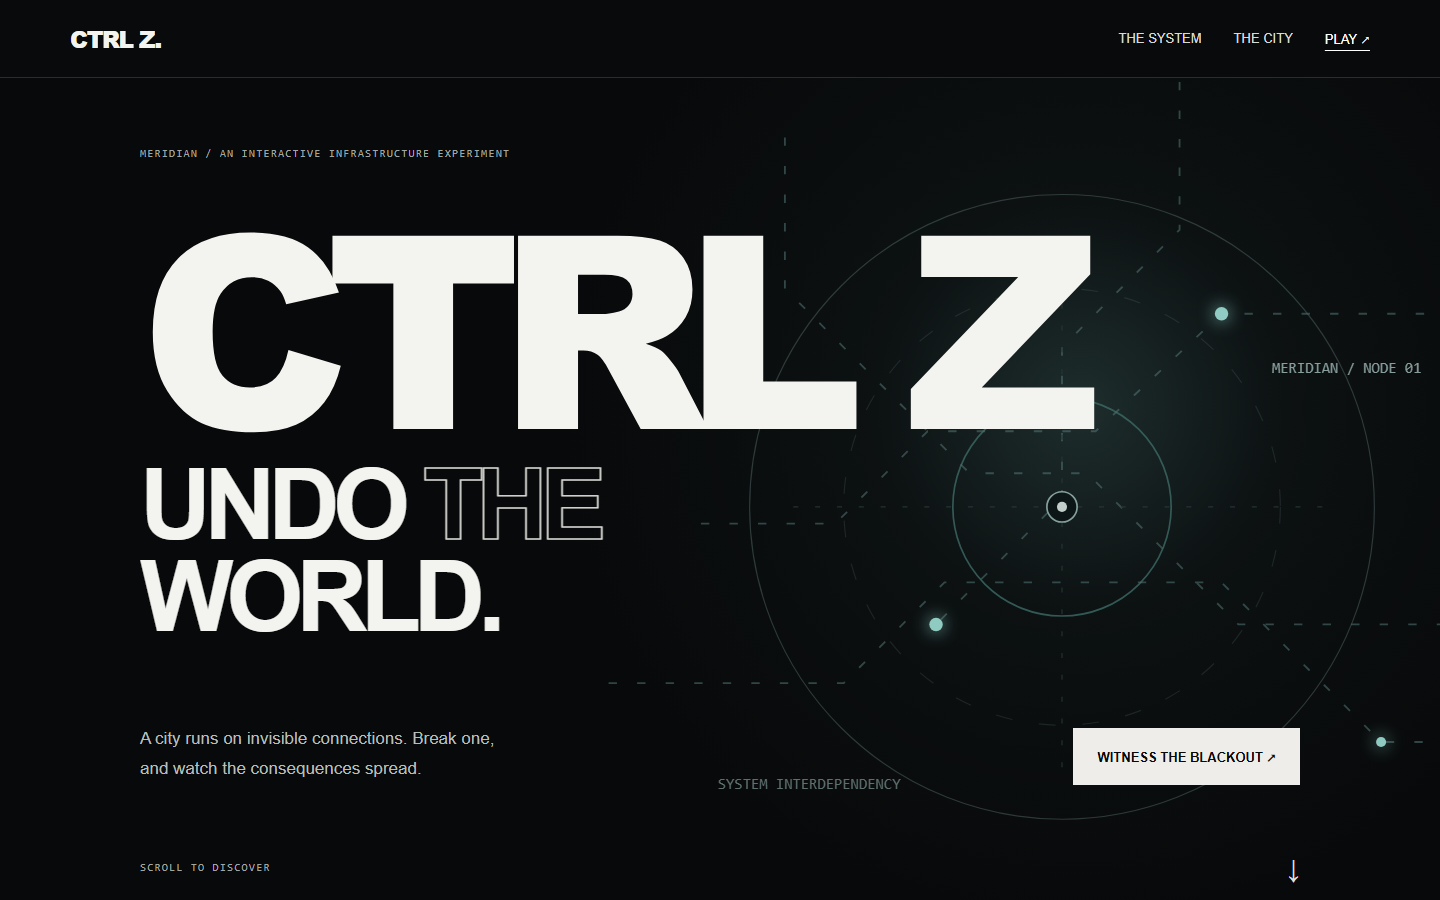 CTRL Z.
THE SYSTEM
THE CITY
PLAY ↗
MERIDIAN / AN INTERACTIVE INFRASTRUCTURE EXPERIMENT
CTRL Z
MERIDIAN / NODE 01
UNDO THE
WORLD.
A city runs on invisible connections. Break one,
and watch the consequences spread.
WITNESS THE BLACKOUT ↗
SYSTEM INTERDEPENDENCY
SCROLL TO DISCOVER
↓